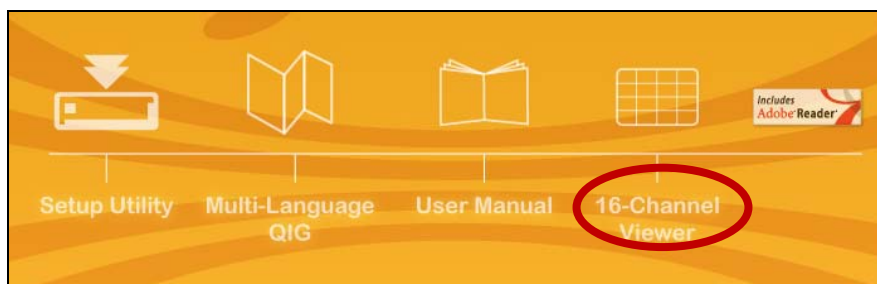 Includes
Adobe Reader
Setup Utility
Multi-Language
QIG
User Manual
16-Channel
Viewer